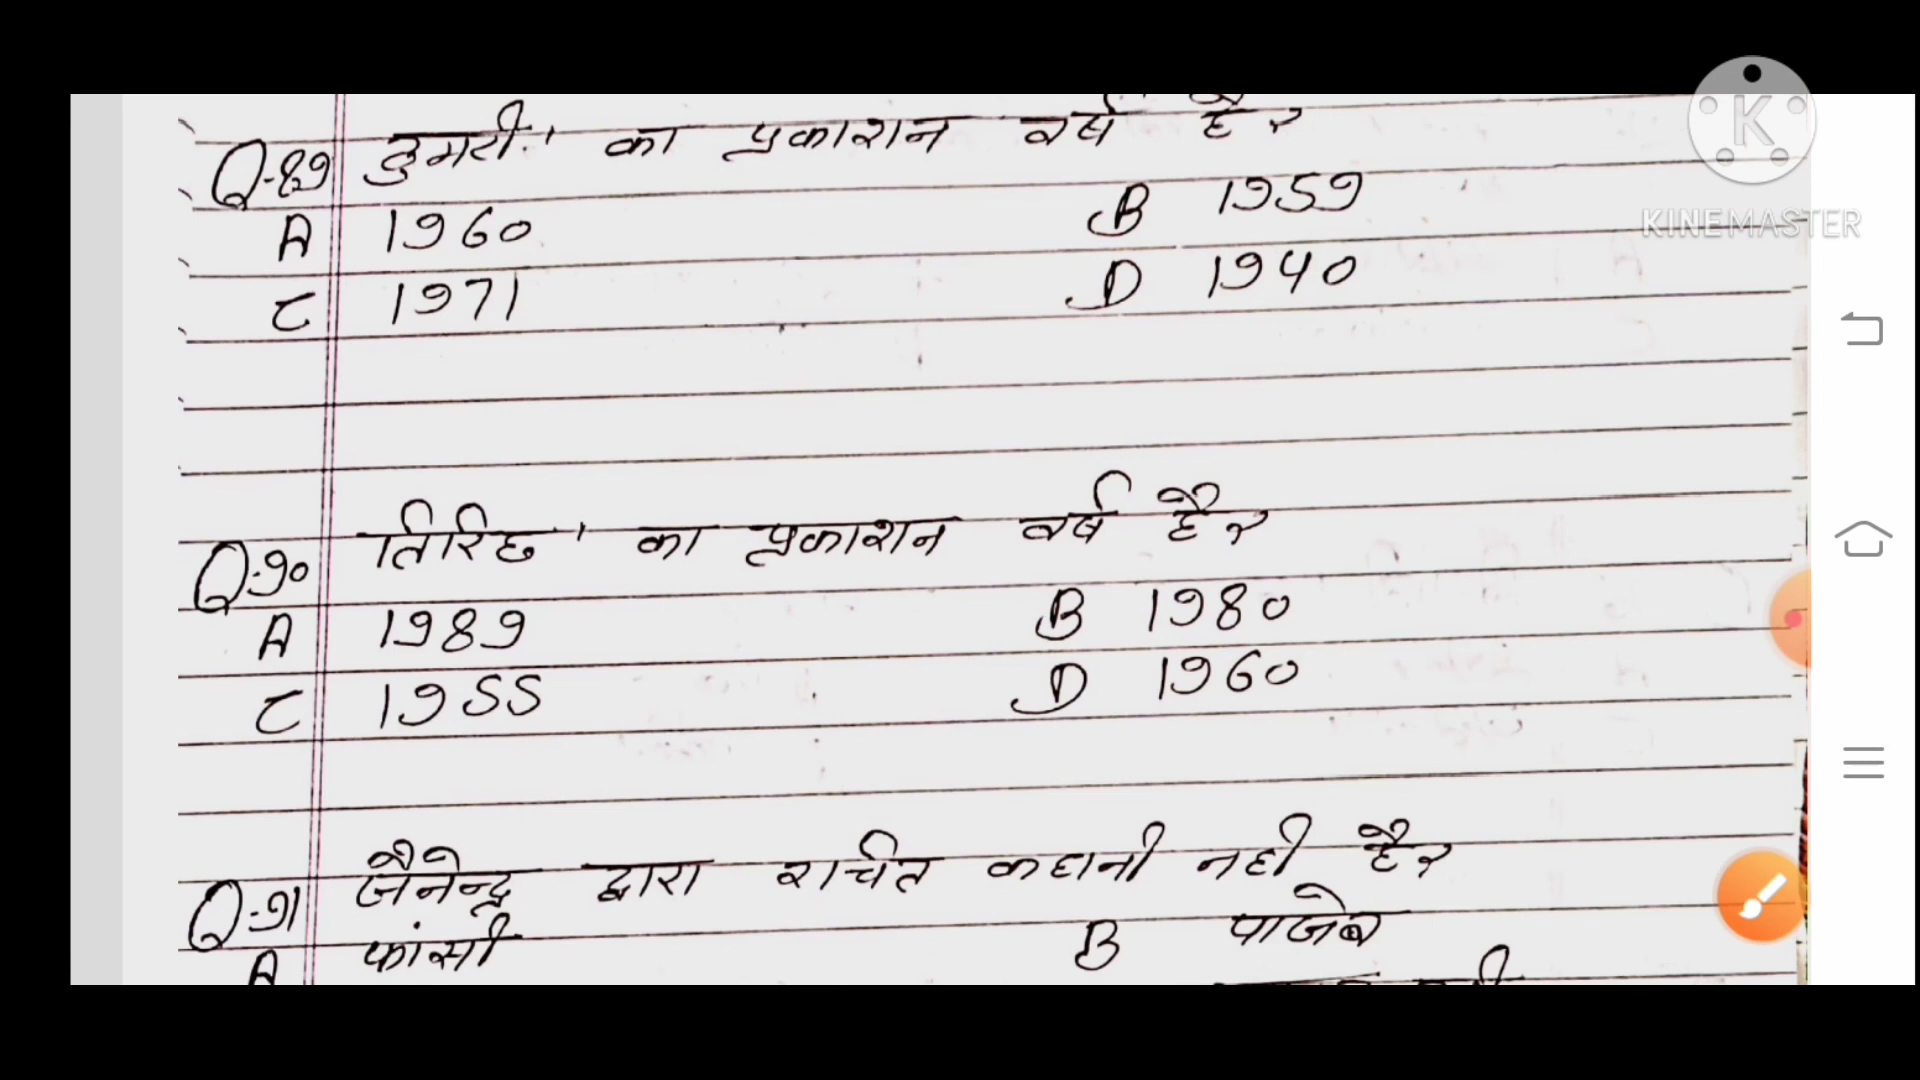 Q.89 ठुमरी' का प्रकाशन वर्ष है?
A 1960 B 1959
C 1971 D 1940
Q.90 तिरिछ' का प्रकाशन वर्ष है?
A 1989 B 1980
C 1955 D 1960
Q.91 जैनेन्द्र द्वारा रचित कहानी नही है?
A फांसी B पाजेब
K
KINEMASTER